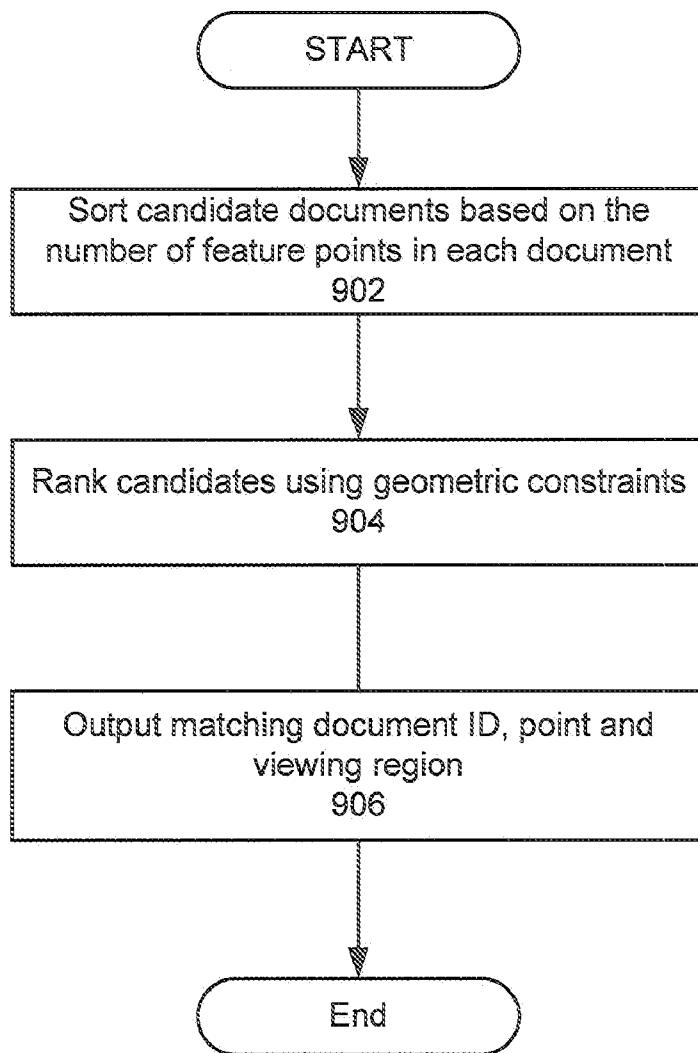 START
Sort candidate documents based on the
number of feature points in each document
902
Rank candidates using geometric constraints
904
Output matching document ID, point and
viewing region
906
End